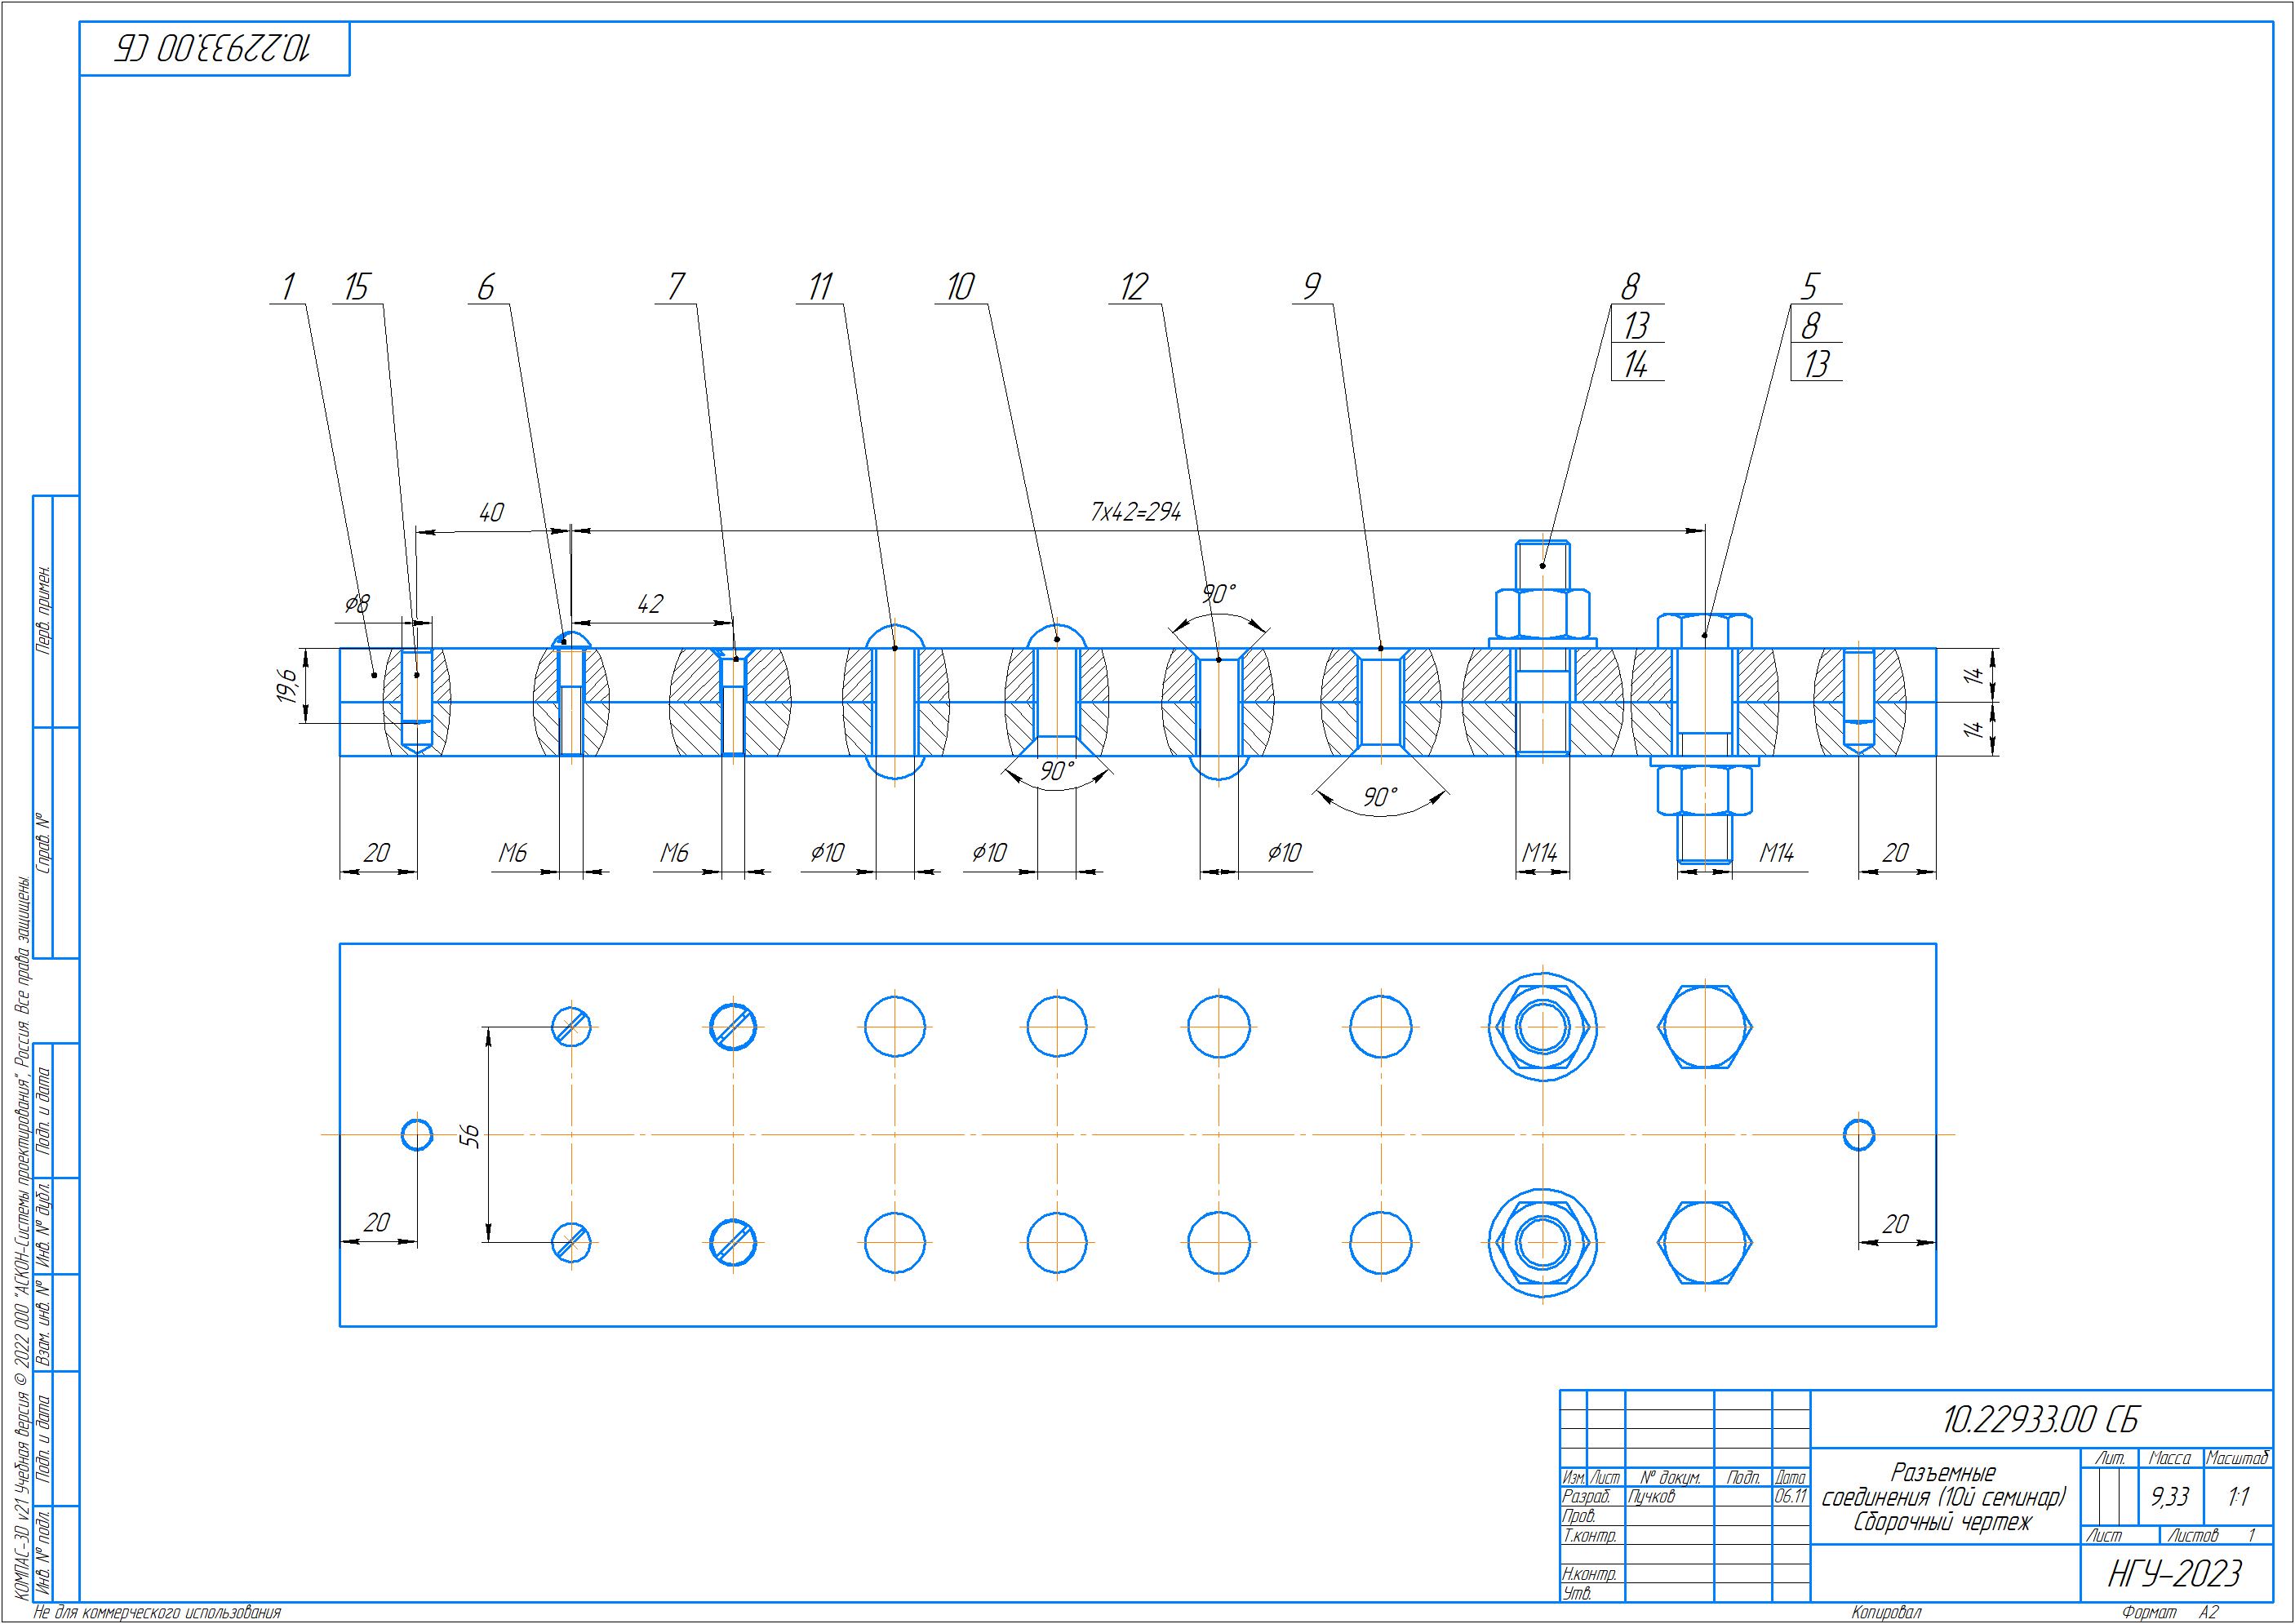 10.22933.00 СБ
1
15
6
7
11
10
12
9
8
13
14
5
8
13
40
7x42=294
⌀8
42
90°
19,6
14
14
90°
90°
20
М6
М6
⌀10
⌀10
⌀10
М14
М14
20
56
20
20
Перв. примен.
Справ. №
Подп. и дата
Инв. № дубл.
Взам. инв. №
Подп. и дата
Инв. № подл.
КОМПАС-3D v21 Учебная версия © 2022 ООО "АСКОН-Системы проектирования", Россия. Все права защищены.
10.22933.00 СБ
Изм. Лист № докум. Подп. Дата
Разраб. Пучков 06.11
Пров.
Т.контр.
Н.контр.
Утв.
Разъемные
соединения (10й семинар)
Сборочный чертеж
Лит. Масса Масштаб
9,33 1:1
Лист Листов 1
НГУ-2023
Не для коммерческого использования
Копировал Формат А2